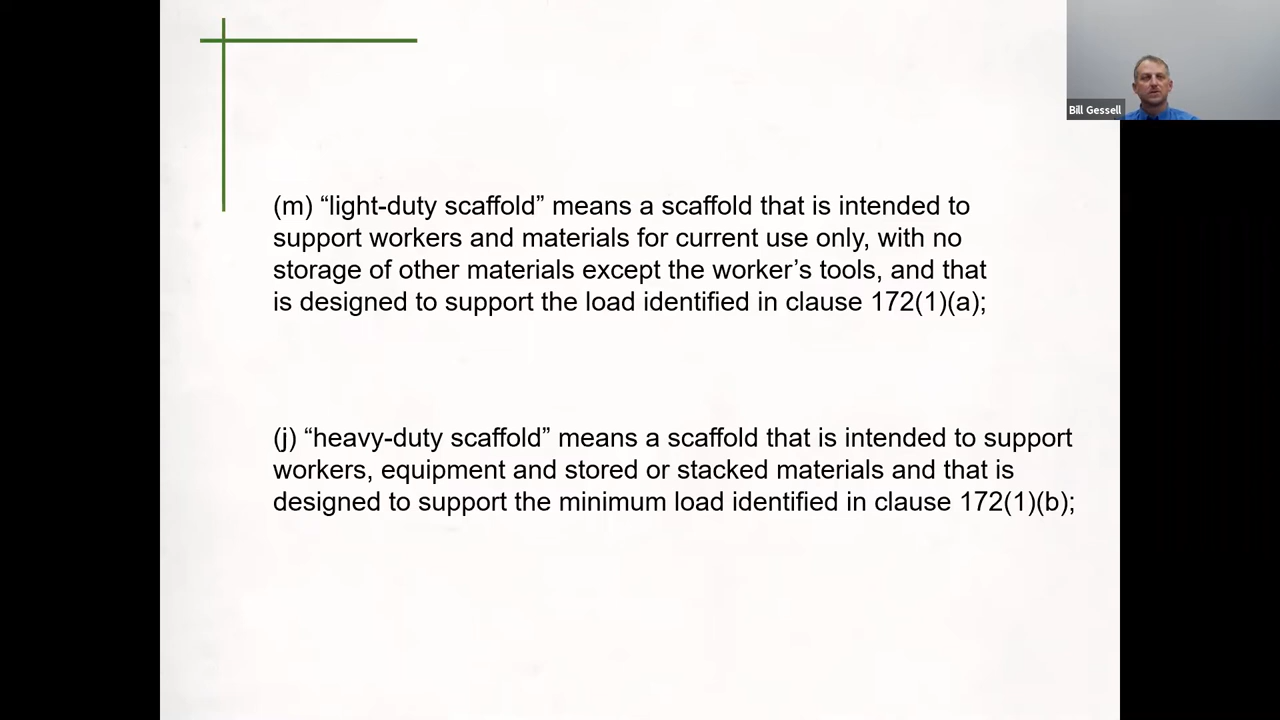 Bill Gessell
(m) “light-duty scaffold” means a scaffold that is intended to
support workers and materials for current use only, with no
storage of other materials except the worker’s tools, and that
is designed to support the load identified in clause 172(1)(a);
(j) “heavy-duty scaffold” means a scaffold that is intended to support
workers, equipment and stored or stacked materials and that is
designed to support the minimum load identified in clause 172(1)(b);